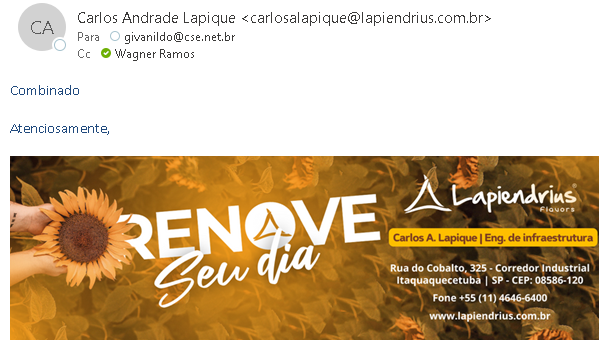 CA
Carlos Andrade Lapique <carlosalapique@lapiendrius.com.br>
Para givanildo@cse.net.br
Cc Wagner Ramos
Combinado
Atenciosamente,
RENOVE
Seu dia
Lapiendrius®
flavors
Carlos A. Lapique | Eng. de infraestrutura
Rua do Cobalto, 325 - Corredor Industrial
Itaquaquecetuba | SP - CEP: 08586-120
Fone +55 (11) 4646-6400
www.lapiendrius.com.br